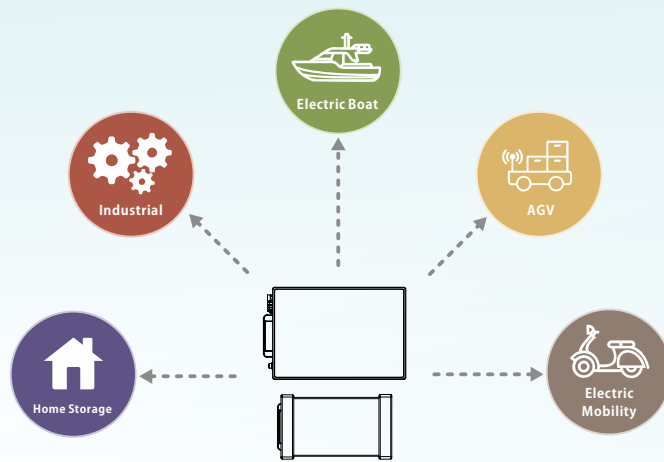 Electric Boat
Industrial
AGV
Home Storage
Electric
Mobility